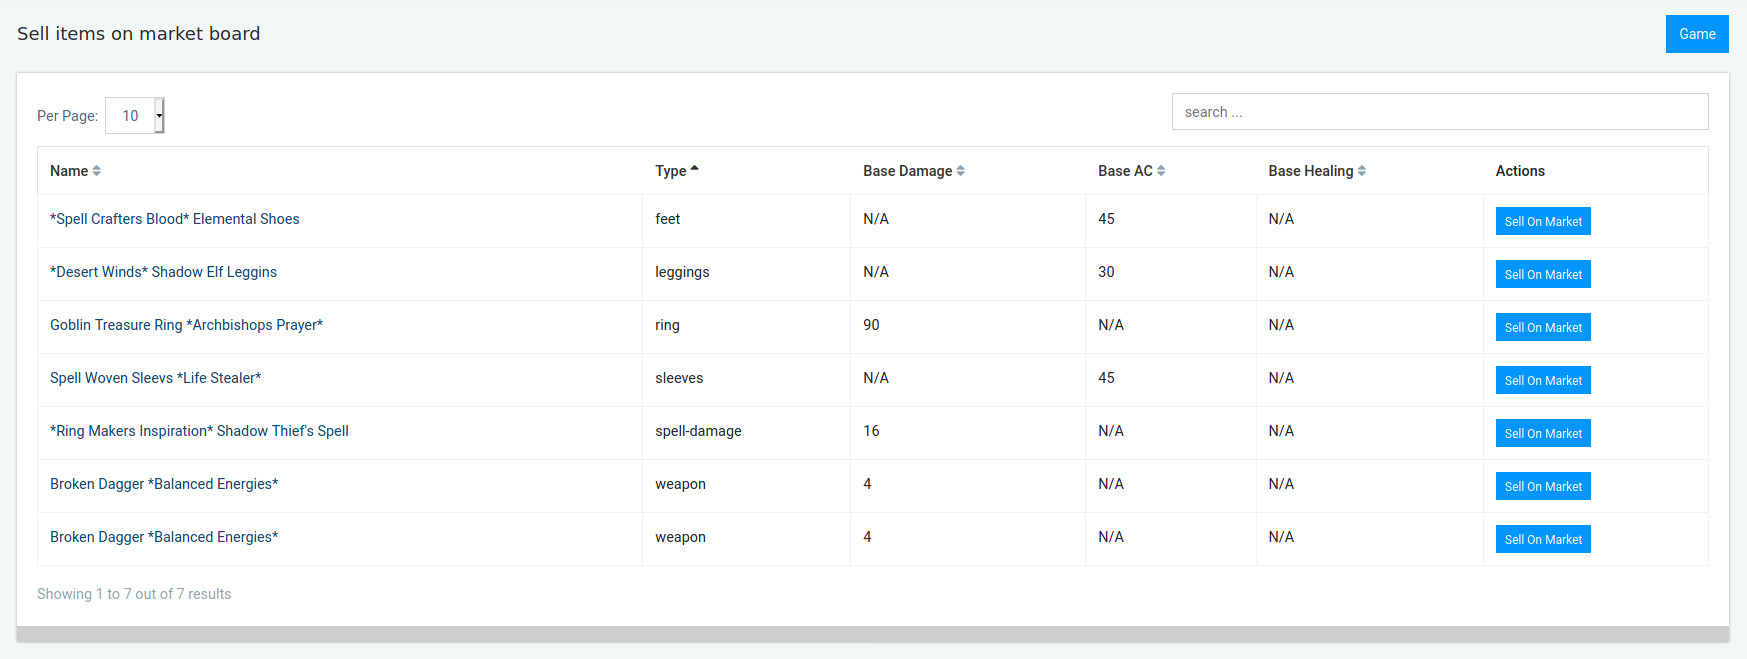 Sell items on market board
Game
Per Page: 10
search ...
Name Type Base Damage Base AC Base Healing Actions
*Spell Crafters Blood* Elemental Shoes feet N/A 45 N/A Sell On Market
*Desert Winds* Shadow Elf Leggins leggings N/A 30 N/A Sell On Market
Goblin Treasure Ring *Archbishops Prayer* ring 90 N/A N/A Sell On Market
Spell Woven Sleevs *Life Stealer* sleeves N/A 45 N/A Sell On Market
*Ring Makers Inspiration* Shadow Thief's Spell spell-damage 16 N/A N/A Sell On Market
Broken Dagger *Balanced Energies* weapon 4 N/A N/A Sell On Market
Broken Dagger *Balanced Energies* weapon 4 N/A N/A Sell On Market
Showing 1 to 7 out of 7 results